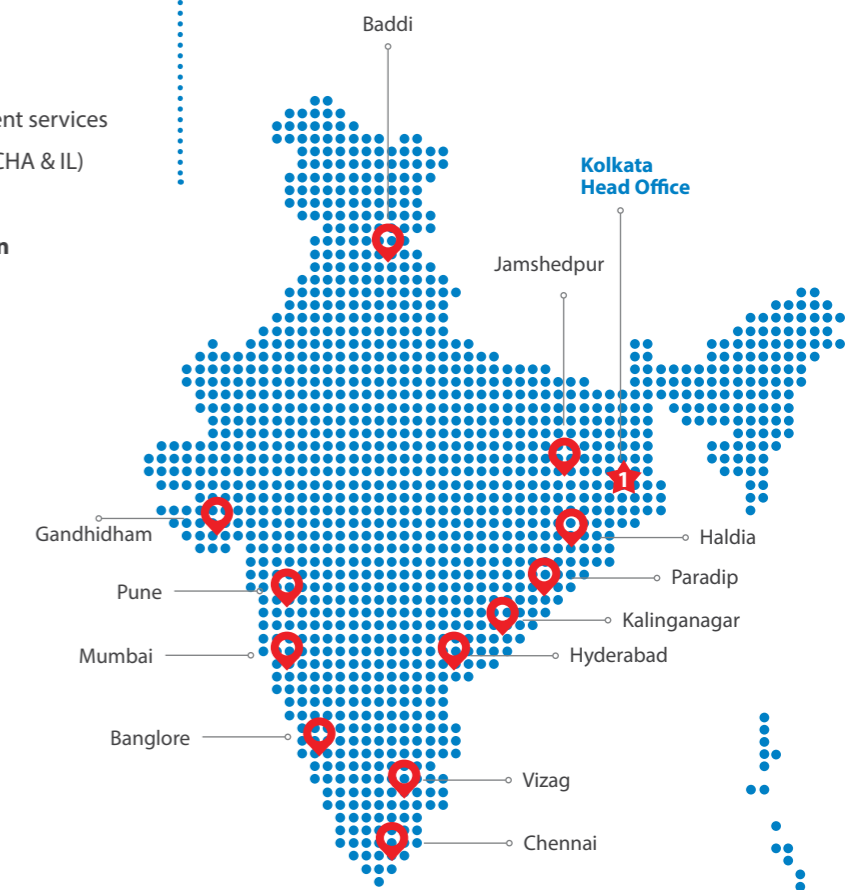 Baddi
ent services
CHA & IL)
Kolkata
Head Office
n
Jamshedpur
1
Gandhidham
Haldia
Paradip
Pune
Kalinganagar
Mumbai
Hyderabad
Banglore
Vizag
Chennai